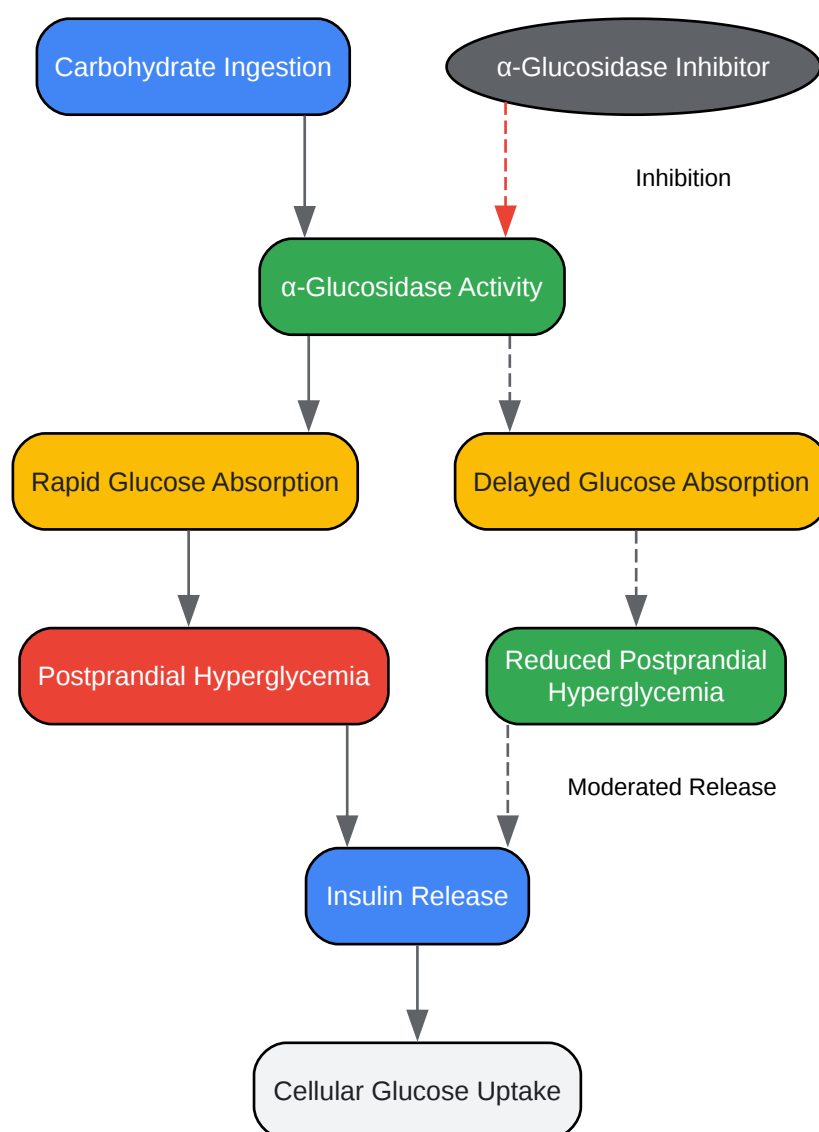 Carbohydrate Ingestion
α-Glucosidase Inhibitor
Inhibition
α-Glucosidase Activity
Rapid Glucose Absorption
Delayed Glucose Absorption
Postprandial Hyperglycemia
Reduced Postprandial
Hyperglycemia
Moderated Release
Insulin Release
Cellular Glucose Uptake